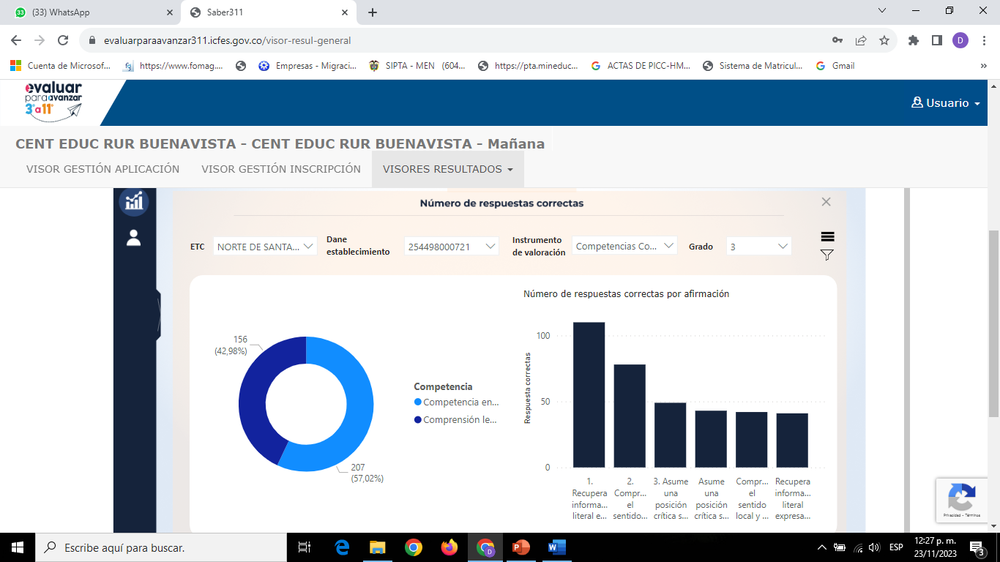 33
(33) WhatsApp
Saber311
evaluarparaavanzar311.icfes.gov.co/visor-resul-general
D
Cuenta de Microsof...
https://www.fomag....
Empresas - Migraci...
SIPTA - MEN (604...
https://pta.mineduc...
ACTAS DE PICC-HM...
Sistema de Matricul...
Gmail
»
evaluar
para avanzar
3° a 11°
Usuario
CENT EDUC RUR BUENAVISTA - CENT EDUC RUR BUENAVISTA - Mañana
VISOR GESTIÓN APLICACIÓN
VISOR GESTIÓN INSCRIPCIÓN
VISORES RESULTADOS
Número de respuestas correctas
ETC
NORTE DE SANTA...
Dane
establecimiento
254498000721
Instrumento
de valoración
Competencias Co...
Grado
3
156
(42,98%)
207
(57,02%)
Competencia
Competencia en...
Comprensión le...
Número de respuestas correctas por afirmación
Respuesta correctas
100
50
0
1.
Recupera
informa...
literal e...
2.
Compr...
el
sentido...
3. Asume
una
posición
crítica s...
Asume
una
posición
crítica s...
Compr...
el
sentido
local y ...
Recupera
informa...
literal
expresa...
Privacidad - Términos
Escribe aquí para buscar.
D
ESP
12:27 p. m.
23/11/2023
3